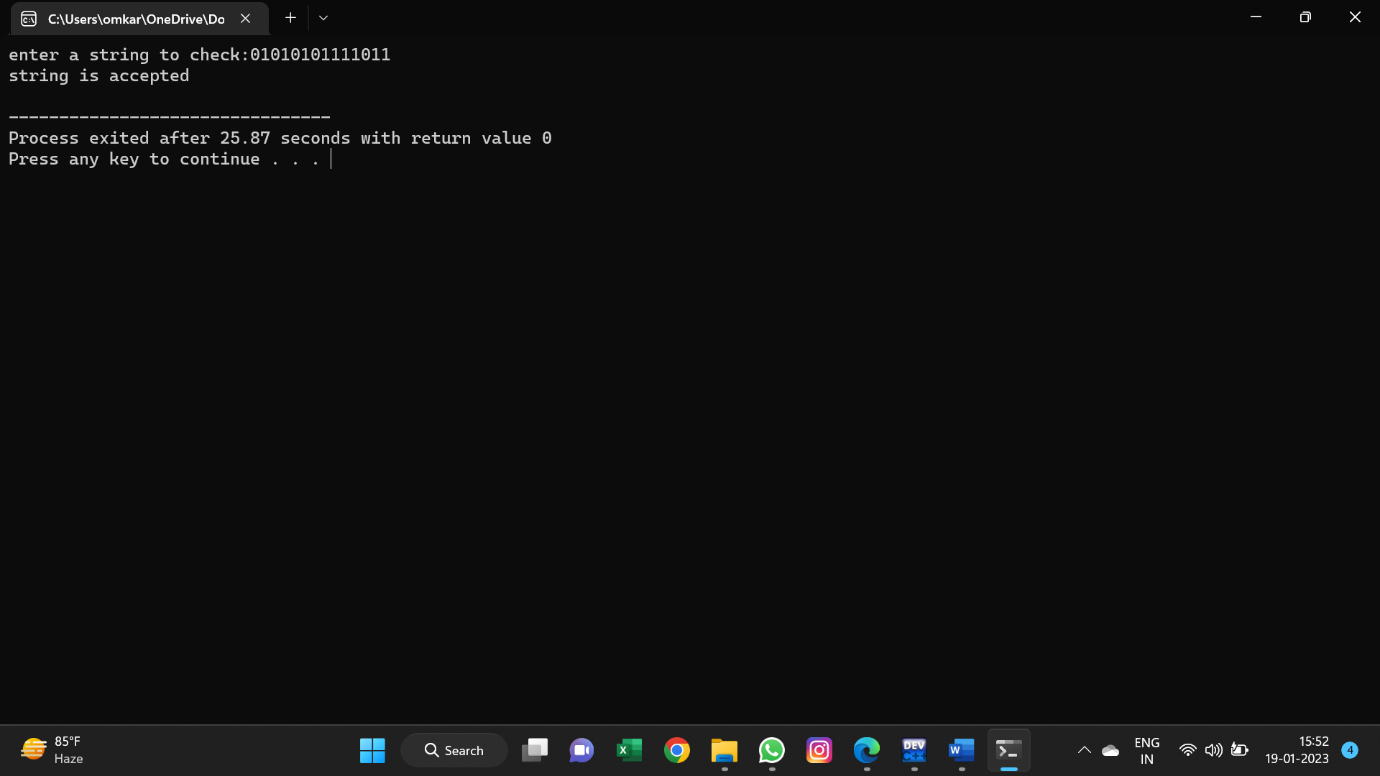 C:\Users\omkar\OneDrive\Do
enter a string to check:01010101111011
string is accepted
--------------------------------
Process exited after 25.87 seconds with return value 0
Press any key to continue . . .
85°F
Haze
Search
DEV
ENG
IN
15:52
19-01-2023
4